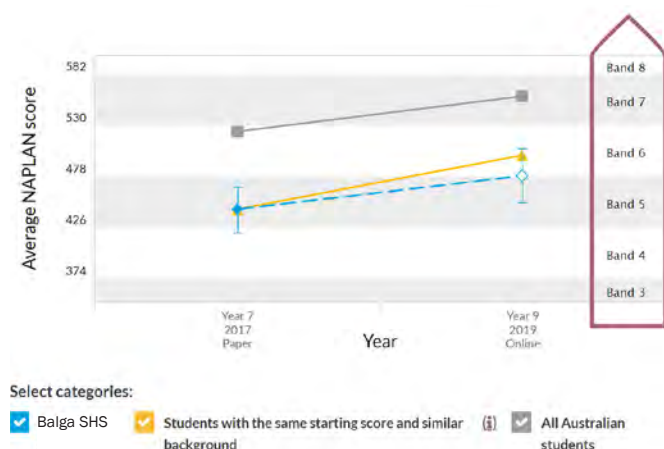 Average NAPLAN score
582
530
478
426
374
Band 8
Band 7
Band 6
Band 5
Band 4
Band 3
Year 7
2017
Paper
Year 9
2019
Online
Year
Select categories:
Balga SHS
Students with the same starting score and similar
background
(i)
All Australian
students